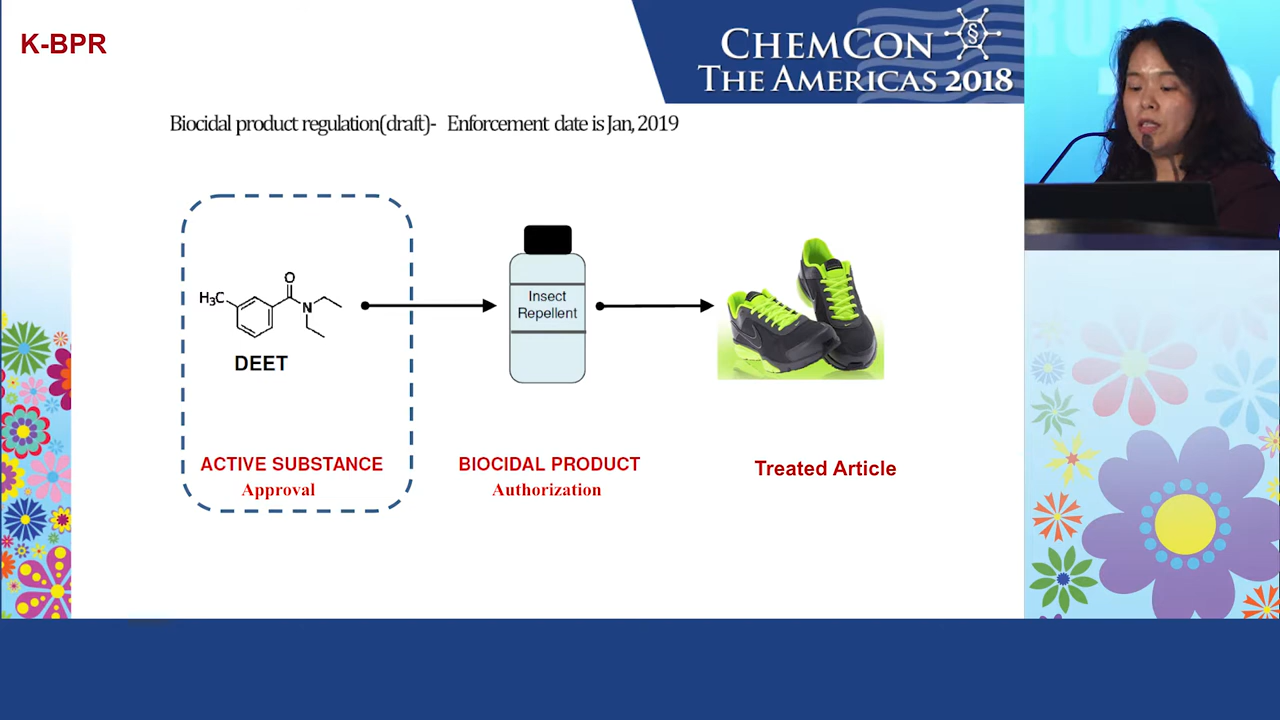 K-BPR
CHEMCON
THE AMERICAS 2018
§
Biocidal product regulation(draft)- Enforcement date is Jan, 2019
O
H₃C
N
DEET
Insect
Repellent
ACTIVE SUBSTANCE
Approval
BIOCIDAL PRODUCT
Authorization
Treated Article